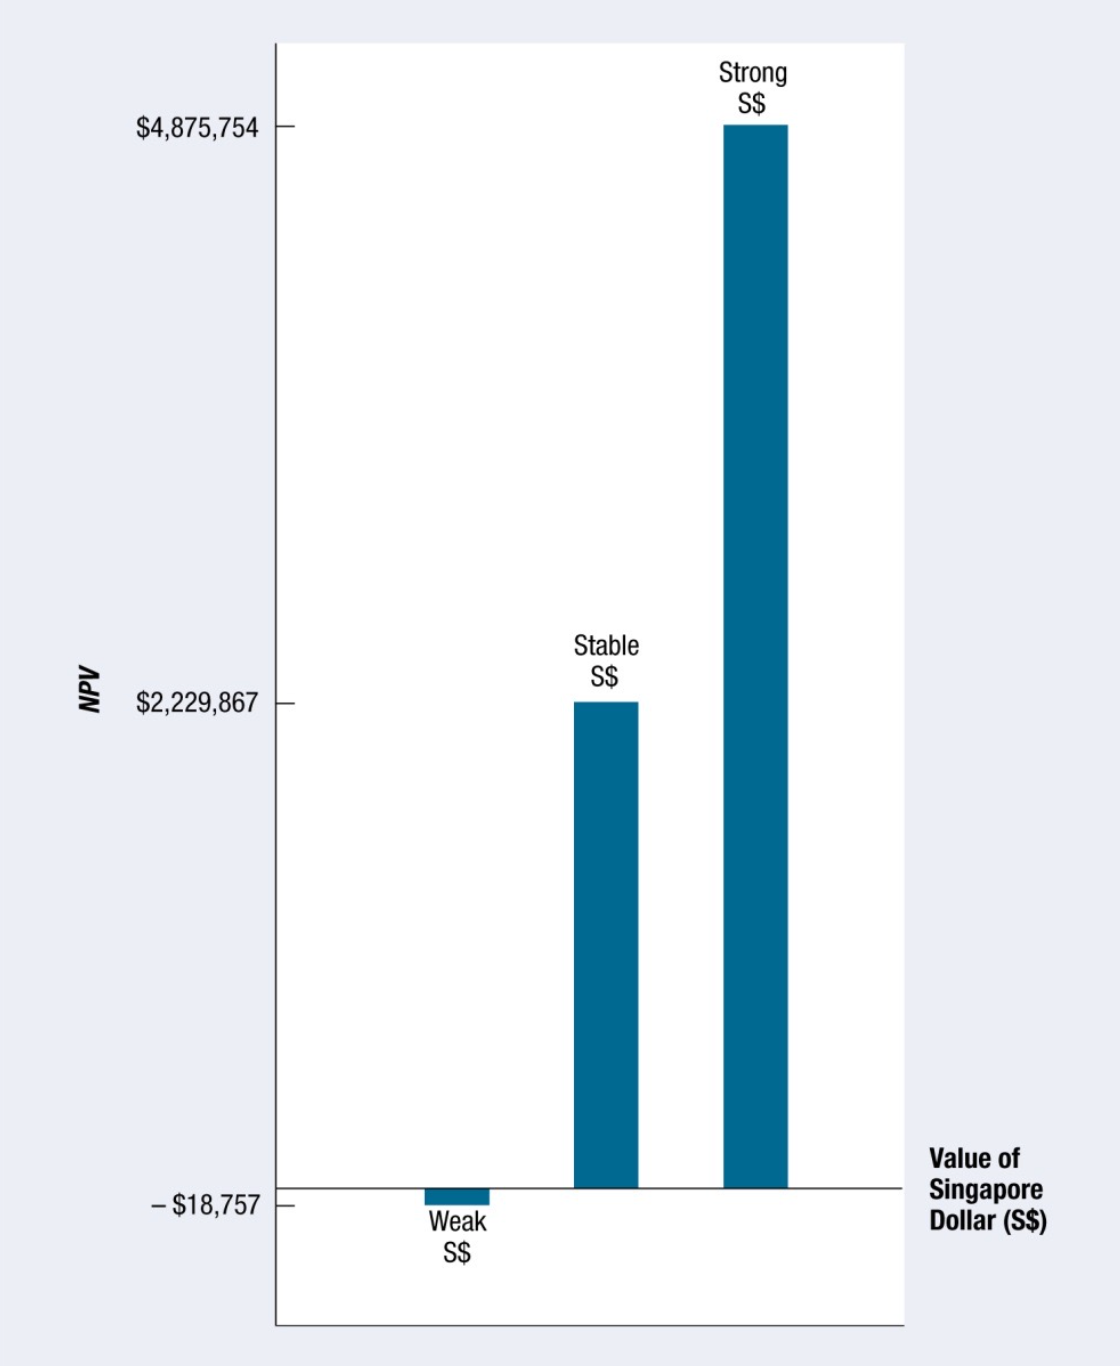 Strong
S$
$4,875,754
Stable
S$
NPV
$2,229,867
Value of
Singapore
Dollar (S$)
– $18,757
Weak
S$